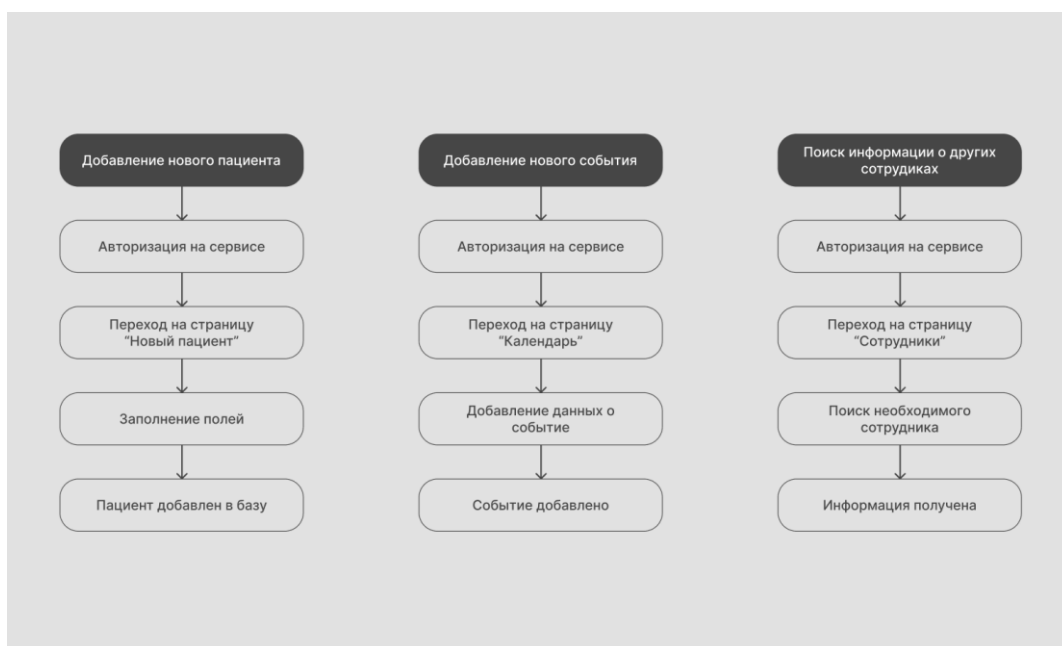 Добавление нового пациента
Авторизация на сервисе
Переход на страницу
“Новый пациент”
Заполнение полей
Пациент добавлен в базу
Добавление нового события
Авторизация на сервисе
Переход на страницу
“Календарь”
Добавление данных о
событие
Событие добавлено
Поиск информации о других
сотрудиках
Авторизация на сервисе
Переход на страницу
“Сотрудники”
Поиск необходимого
сотрудника
Информация получена